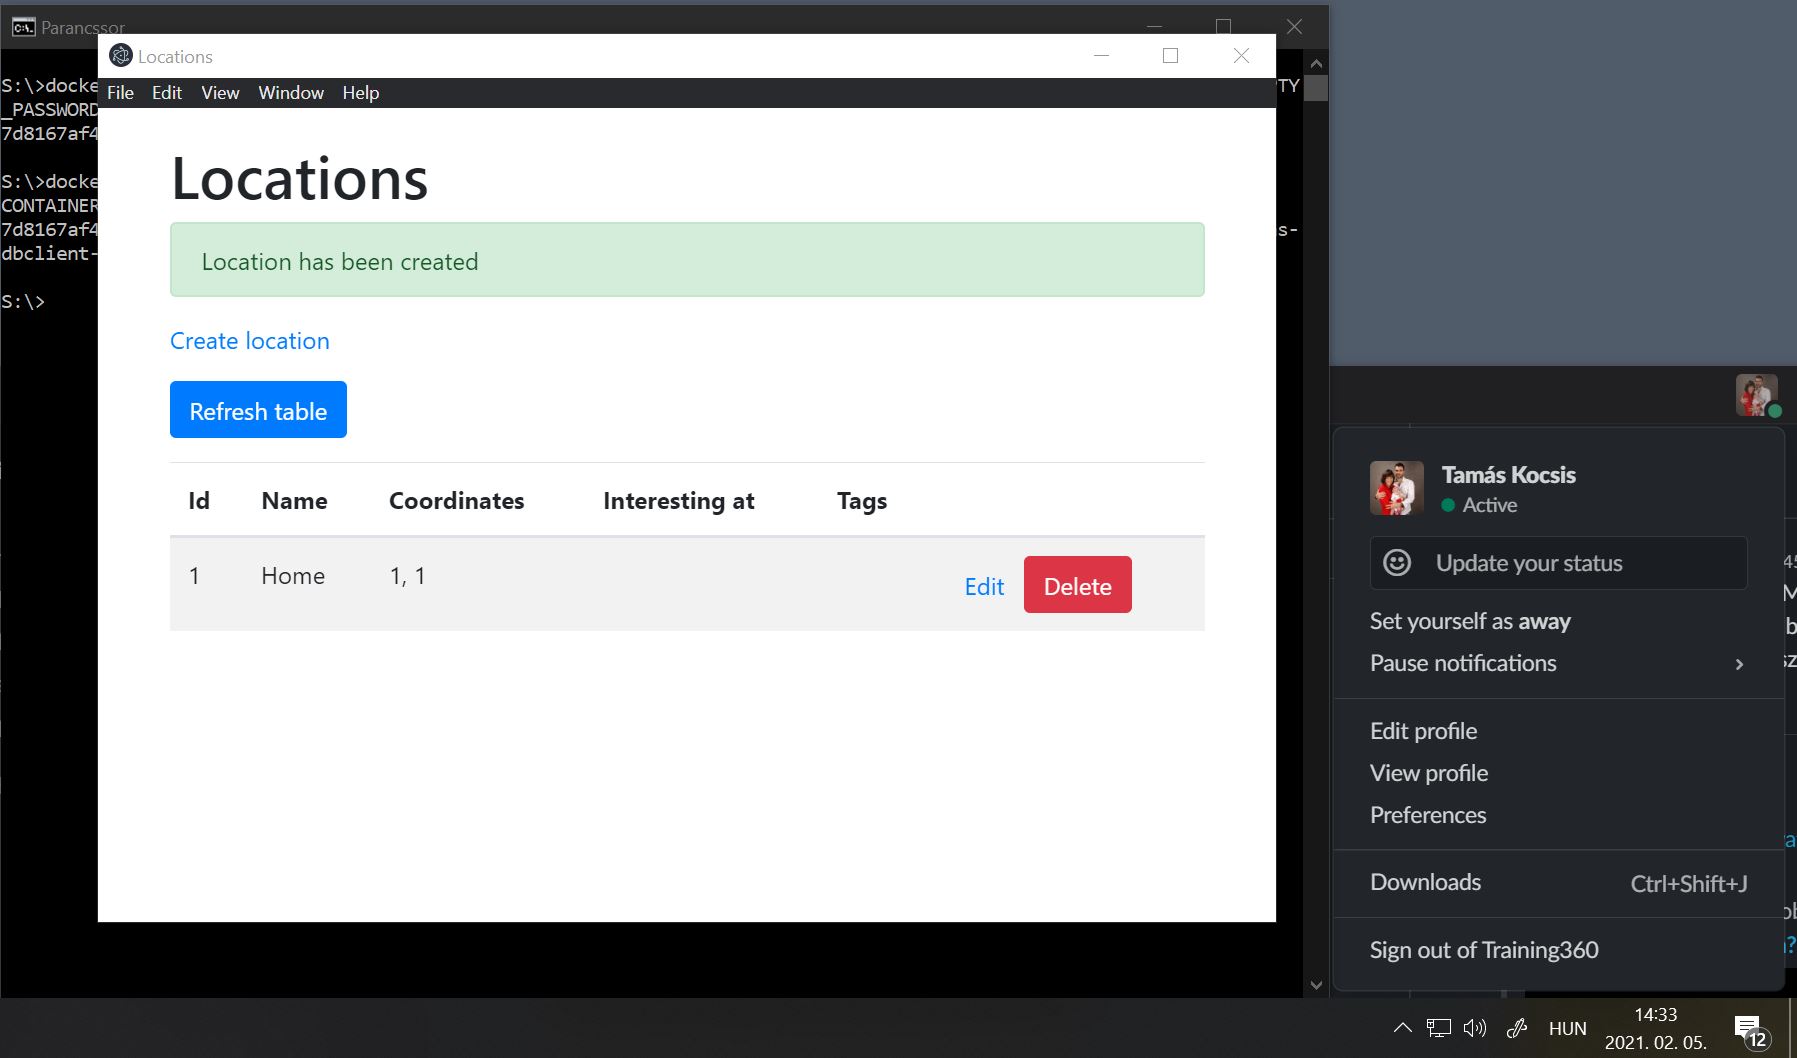 Parancssor
S:\>docke
_PASSWORD
7d8167af4
S:\>docke
CONTAINER
7d8167af4
dbclient-
S:\>
TY
s-
Locations
File Edit View Window Help
Locations
Location has been created
Create location
Refresh table
Id Name Coordinates Interesting at Tags
1 Home 1, 1 Edit Delete
Tamás Kocsis
Active
Update your status
Set yourself as away
Pause notifications
Edit profile
View profile
Preferences
Downloads Ctrl+Shift+J
Sign out of Training360
HUN
14:33
2021. 02. 05.
12